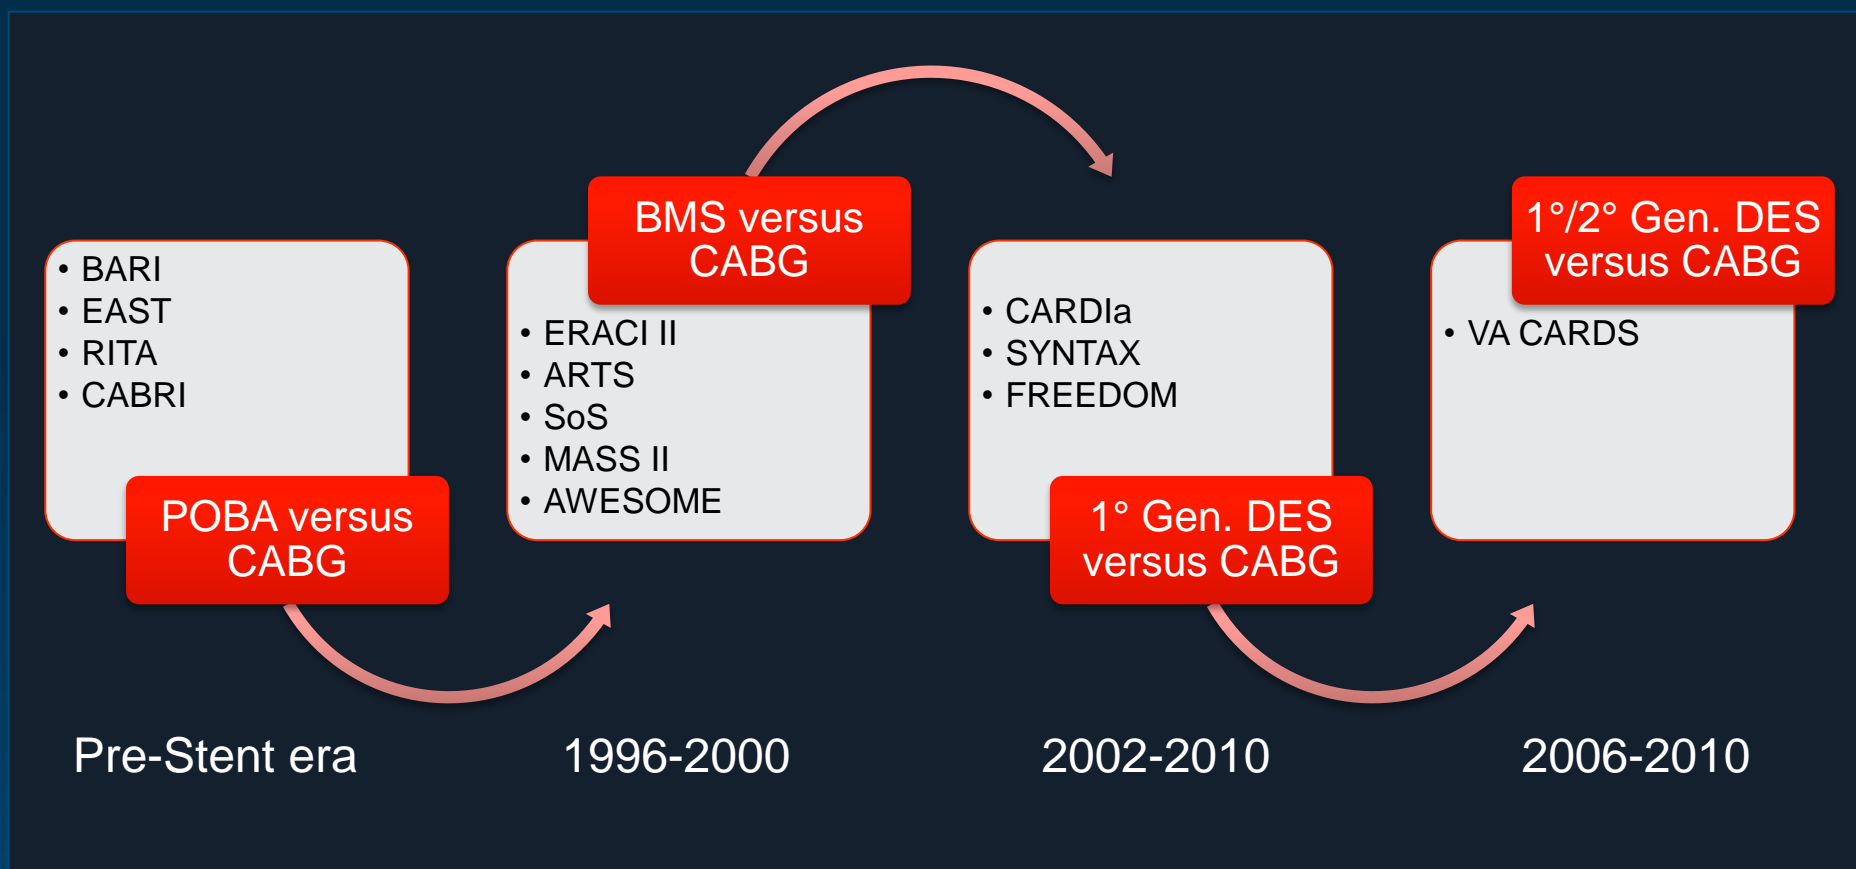 • BARI
• EAST
• RITA
• CABRI
POBA versus
CABG
BMS versus
CABG
• ERACI II
• ARTS
• SoS
• MASS II
• AWESOME
• CARDIa
• SYNTAX
• FREEDOM
1° Gen. DES
versus CABG
1°/2° Gen. DES
versus CABG
• VA CARDS
Pre-Stent era
1996-2000
2002-2010
2006-2010